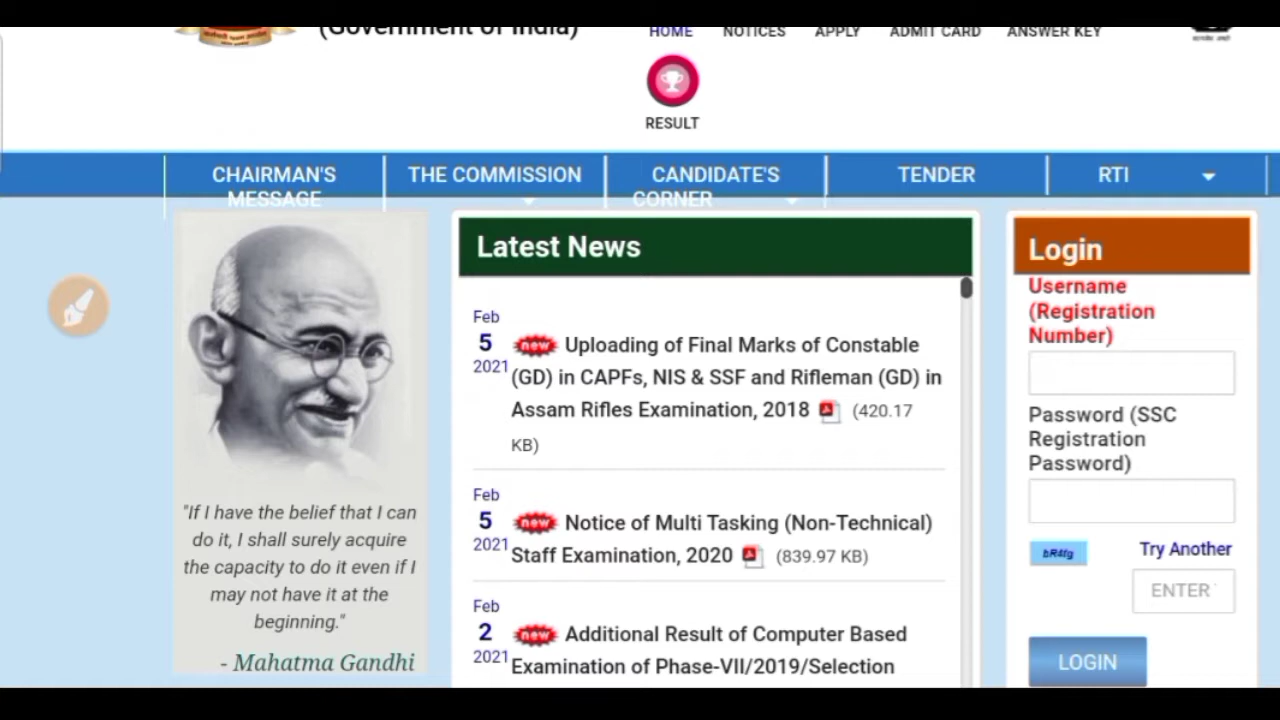 (Government of India)
HOME NOTICES APPLY ADMIT CARD ANSWER KEY
RESULT
CHAIRMAN'S
MESSAGE
THE COMMISSION
CANDIDATE'S
CORNER
TENDER
RTI
"If I have the belief that I can
do it, I shall surely acquire
the capacity to do it even if I
may not have it at the
beginning."
- Mahatma Gandhi
Latest News
Feb
5
2021
new Uploading of Final Marks of Constable
(GD) in CAPFs, NIS & SSF and Rifleman (GD) in
Assam Rifles Examination, 2018 (420.17
KB)
Feb
5
2021
new Notice of Multi Tasking (Non-Technical)
Staff Examination, 2020 (839.97 KB)
Feb
2
2021
new Additional Result of Computer Based
Examination of Phase-VII/2019/Selection
Login
Username
(Registration
Number)
Password (SSC
Registration
Password)
bR4fg
Try Another
ENTER
LOGIN